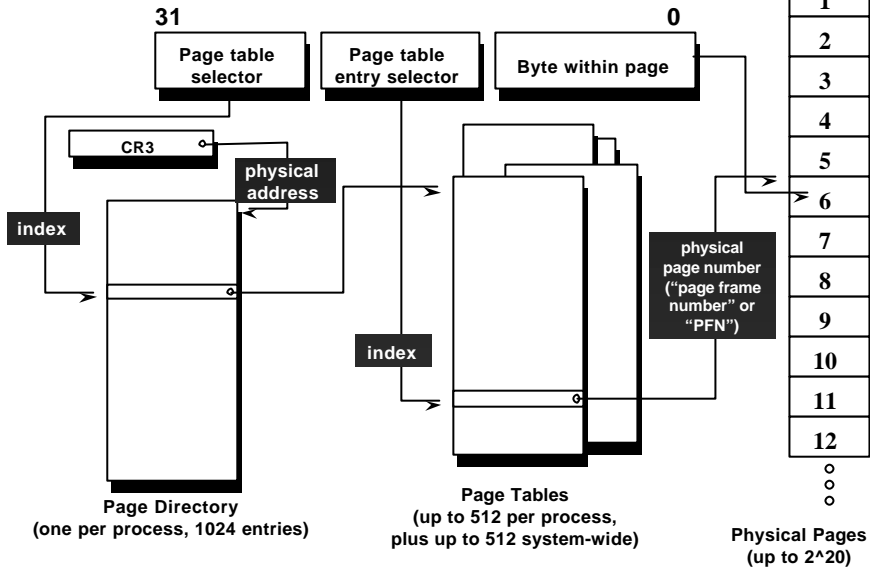 31
0
Page table
selector
Page table
entry selector
Byte within page
CR3
physical
address
index
index
physical
page number
(“page frame
number” or
“PFN”)
1
2
3
4
5
6
7
8
9
10
11
12
Page Directory
(one per process, 1024 entries)
Page Tables
(up to 512 per process,
plus up to 512 system-wide)
Physical Pages
(up to 2^20)